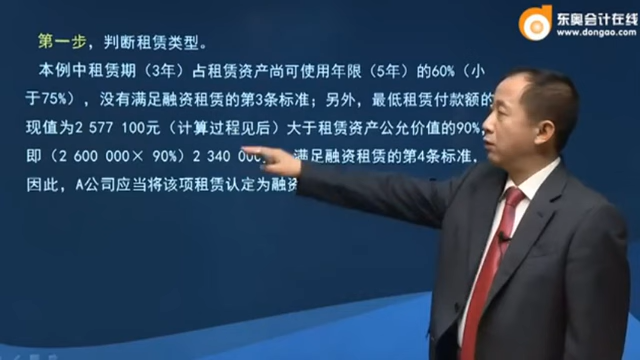 东奥会计在线
www.dongao.com
第一步，判断租赁类型。
本例中租赁期（3年）占租赁资产尚可使用年限（5年）的60%（小
于75%），没有满足融资租赁的第3条标准；另外，最低租赁付款额的
现值为2 577 100元（计算过程见后）大于租赁资产公允价值的90%，
即（2 600 000× 90%）2 340 000 满足融资租赁的第4条标准，
因此，A公司应当将该项租赁认定为融资